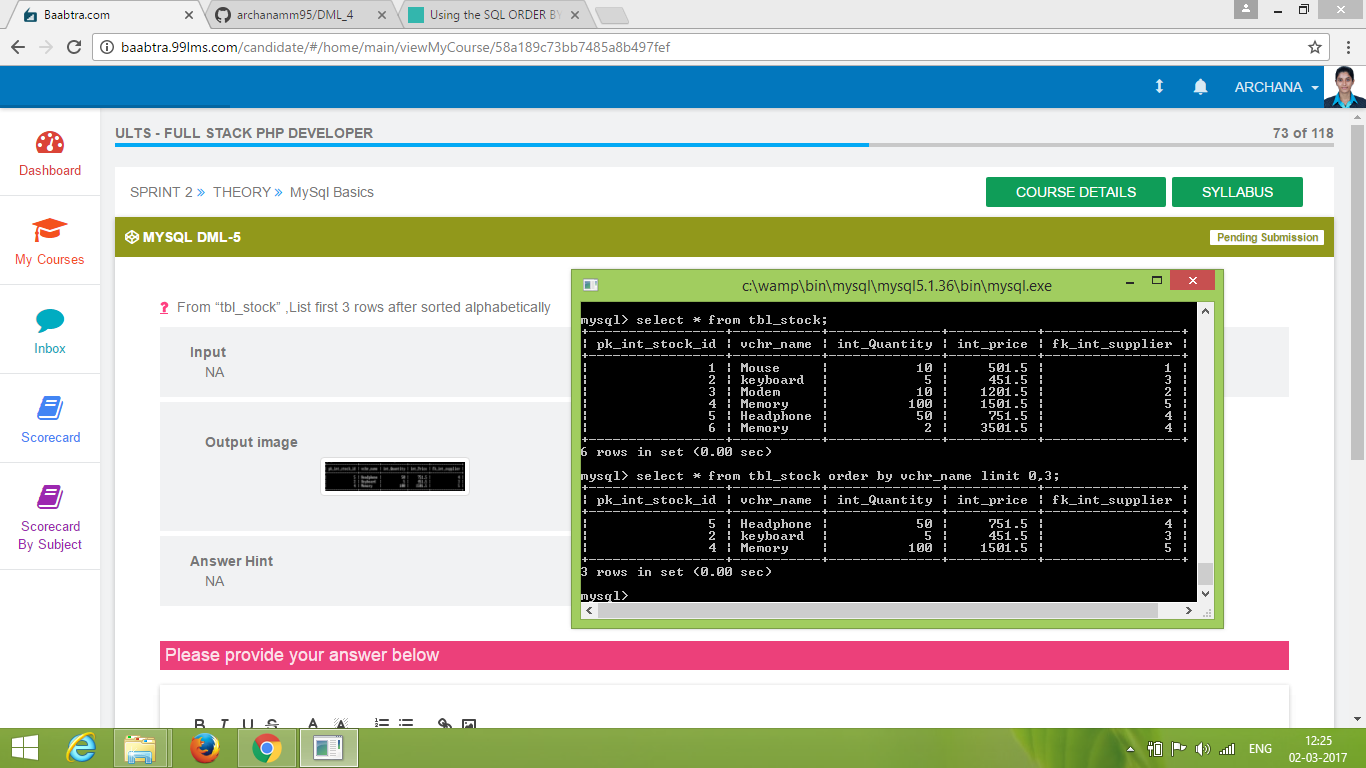 Baabtra.com
archanamm95/DML_4
Using the SQL ORDER BY
baabtra.99lms.com/candidate/#/home/main/viewMyCourse/58a189c73bb7485a8b497fef
ARCHANA
ULTS - FULL STACK PHP DEVELOPER
73 of 118
Dashboard
My Courses
Inbox
Scorecard
Scorecard
By Subject
SPRINT 2 » THEORY » MySql Basics
COURSE DETAILS
SYLLABUS
MYSQL DML-5
Pending Submission
? From “tbl_stock” ,List first 3 rows after sorted alphabetically
Input
NA
Output image
Answer Hint
NA
c:\wamp\bin\mysql\mysql5.1.36\bin\mysql.exe
mysql> select * from tbl_stock;
| pk_int_stock_id | vchr_name | int_Quantity | int_price | fk_int_supplier |
| 1 | Mouse | 10 | 501.5 | 1 |
| 2 | keyboard | 5 | 451.5 | 3 |
| 3 | Modem | 10 | 1201.5 | 2 |
| 4 | Memory | 100 | 1501.5 | 5 |
| 5 | Headphone | 50 | 751.5 | 4 |
| 6 | Memory | 2 | 3501.5 | 4 |
6 rows in set (0.00 sec)
mysql> select * from tbl_stock order by vchr_name limit 0,3;
| pk_int_stock_id | vchr_name | int_Quantity | int_price | fk_int_supplier |
| 5 | Headphone | 50 | 751.5 | 4 |
| 2 | keyboard | 5 | 451.5 | 3 |
| 4 | Memory | 100 | 1501.5 | 5 |
3 rows in set (0.00 sec)
mysql>
Please provide your answer below
B I U S A A
ENG
12:25
02-03-2017